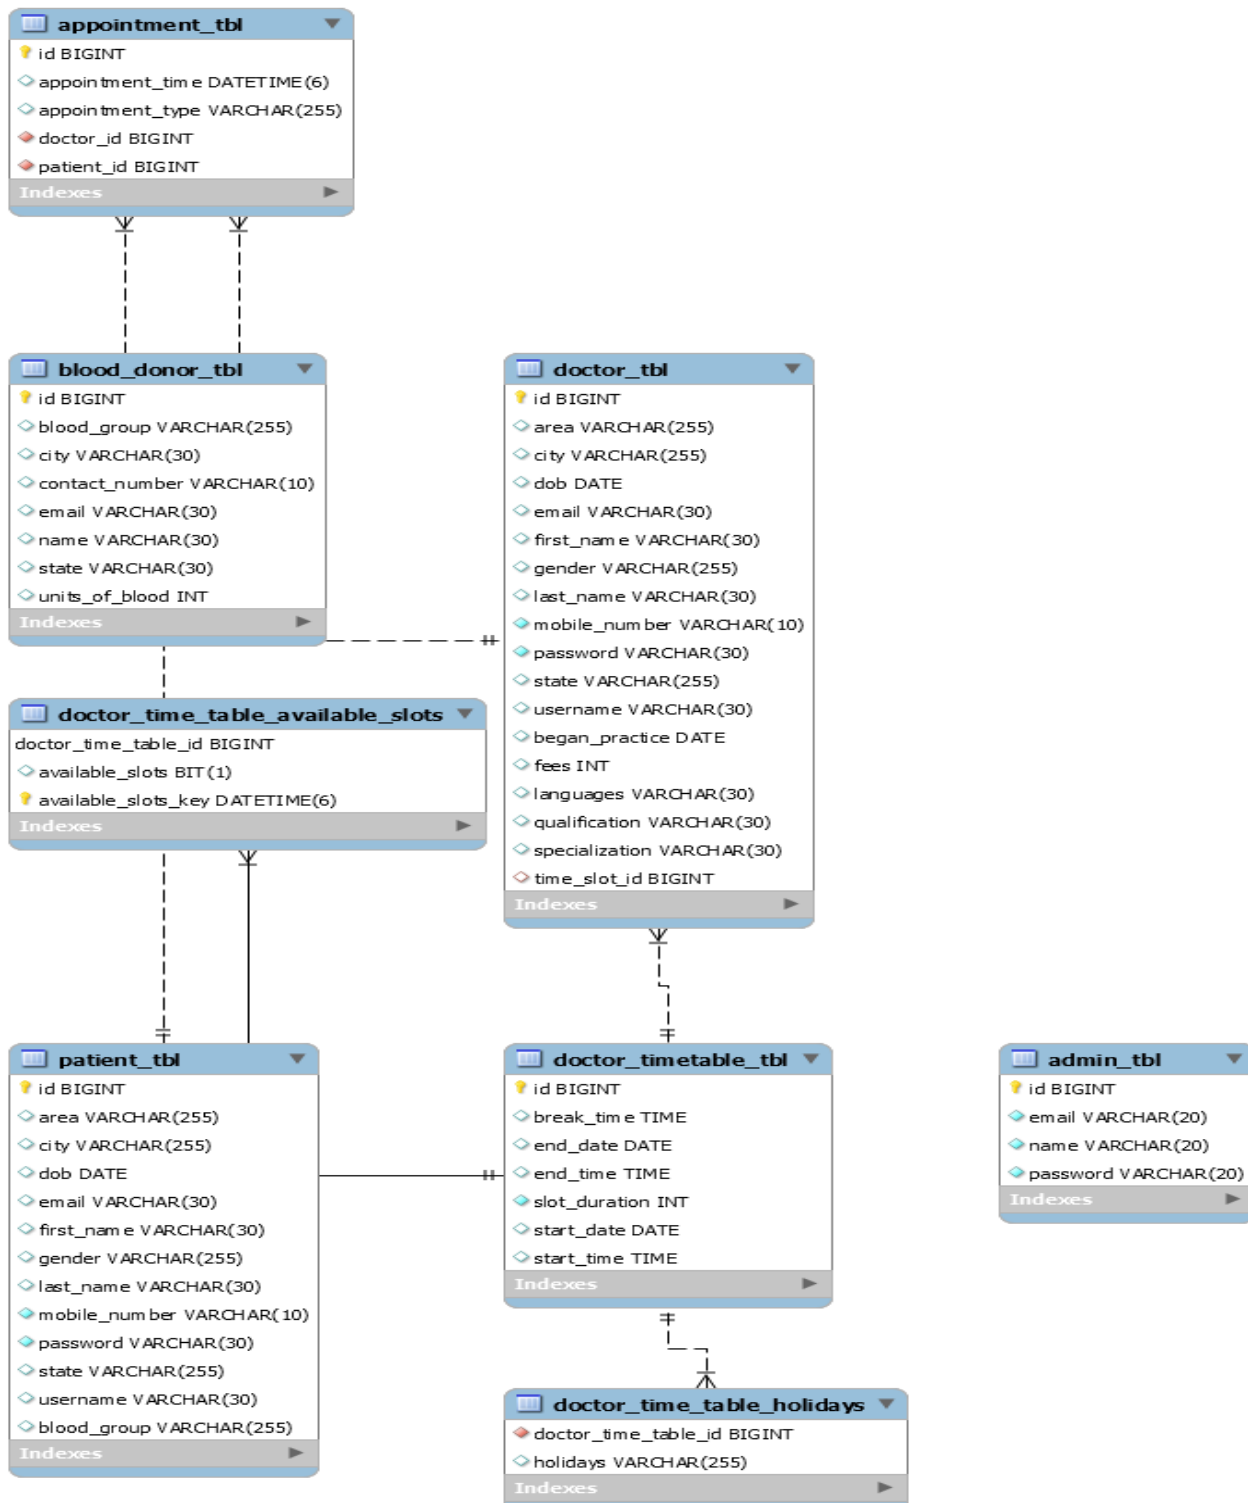 appointment_tbl
id BIGINT
appointment_time DATETIME(6)
appointment_type VARCHAR(255)
doctor_id BIGINT
patient_id BIGINT
Indexes
blood_donor_tbl
id BIGINT
blood_group VARCHAR(255)
city VARCHAR(30)
contact_number VARCHAR(10)
email VARCHAR(30)
name VARCHAR(30)
state VARCHAR(30)
units_of_blood INT
Indexes
doctor_tbl
id BIGINT
area VARCHAR(255)
city VARCHAR(255)
dob DATE
email VARCHAR(30)
first_name VARCHAR(30)
gender VARCHAR(255)
last_name VARCHAR(30)
mobile_number VARCHAR(10)
password VARCHAR(30)
state VARCHAR(255)
username VARCHAR(30)
began_practice DATE
fees INT
languages VARCHAR(30)
qualification VARCHAR(30)
specialization VARCHAR(30)
time_slot_id BIGINT
Indexes
doctor_time_table_available_slots
doctor_time_table_id BIGINT
available_slots BIT(1)
available_slots_key DATETIME(6)
Indexes
patient_tbl
id BIGINT
area VARCHAR(255)
city VARCHAR(255)
dob DATE
email VARCHAR(30)
first_name VARCHAR(30)
gender VARCHAR(255)
last_name VARCHAR(30)
mobile_number VARCHAR(10)
password VARCHAR(30)
state VARCHAR(255)
username VARCHAR(30)
blood_group VARCHAR(255)
Indexes
doctor_timetable_tbl
id BIGINT
break_time TIME
end_date DATE
end_time TIME
slot_duration INT
start_date DATE
start_time TIME
Indexes
admin_tbl
id BIGINT
email VARCHAR(20)
name VARCHAR(20)
password VARCHAR(20)
Indexes
doctor_time_table_holidays
doctor_time_table_id BIGINT
holidays VARCHAR(255)
Indexes